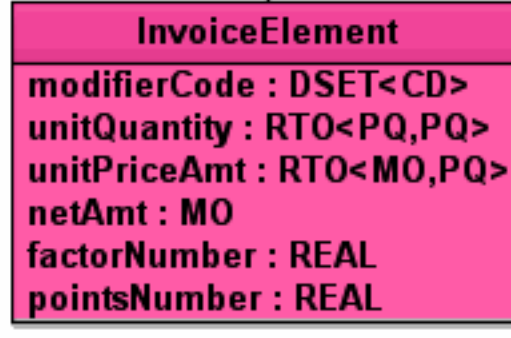 InvoiceElement
modifierCode : DSET<CD>
unitQuantity : RTO<PQ,PQ>
unitPriceAmt : RTO<MO,PQ>
netAmt : MO
factorNumber : REAL
pointsNumber : REAL